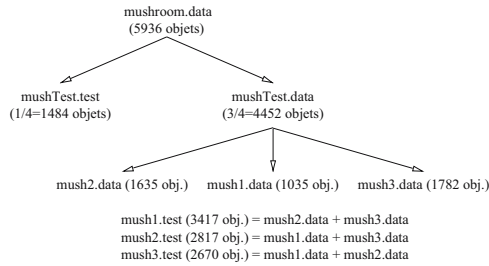 mushroom.data
(5936 objets)
mushTest.test
(1/4=1484 objets)
mushTest.data
(3/4=4452 objets)
mush2.data (1635 obj.) mush1.data (1035 obj.) mush3.data (1782 obj.)
mush1.test (3417 obj.) = mush2.data + mush3.data
mush2.test (2817 obj.) = mush1.data + mush3.data
mush3.test (2670 obj.) = mush1.data + mush2.data